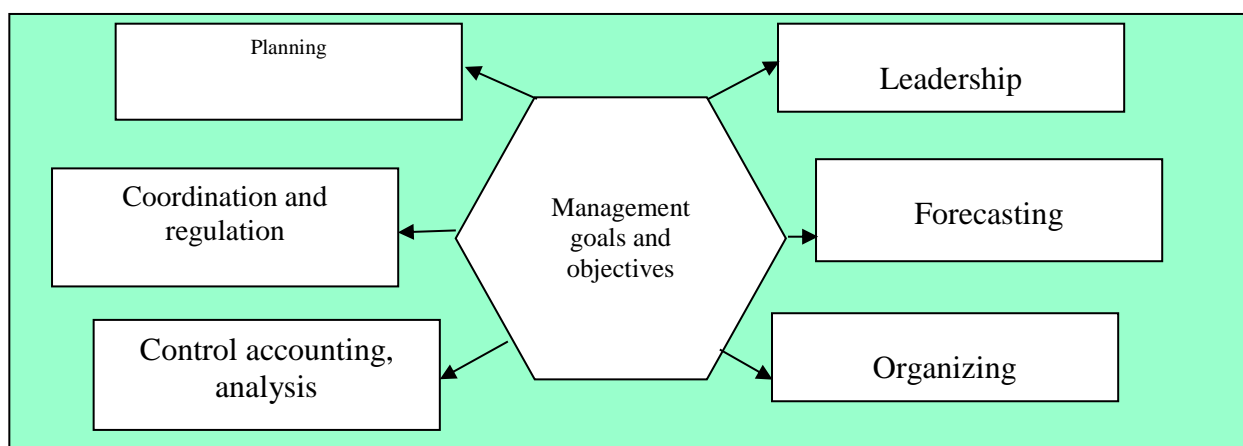 Planning
Leadership
Coordination and
regulation
Management
goals and
objectives
Forecasting
Control accounting,
analysis
Organizing